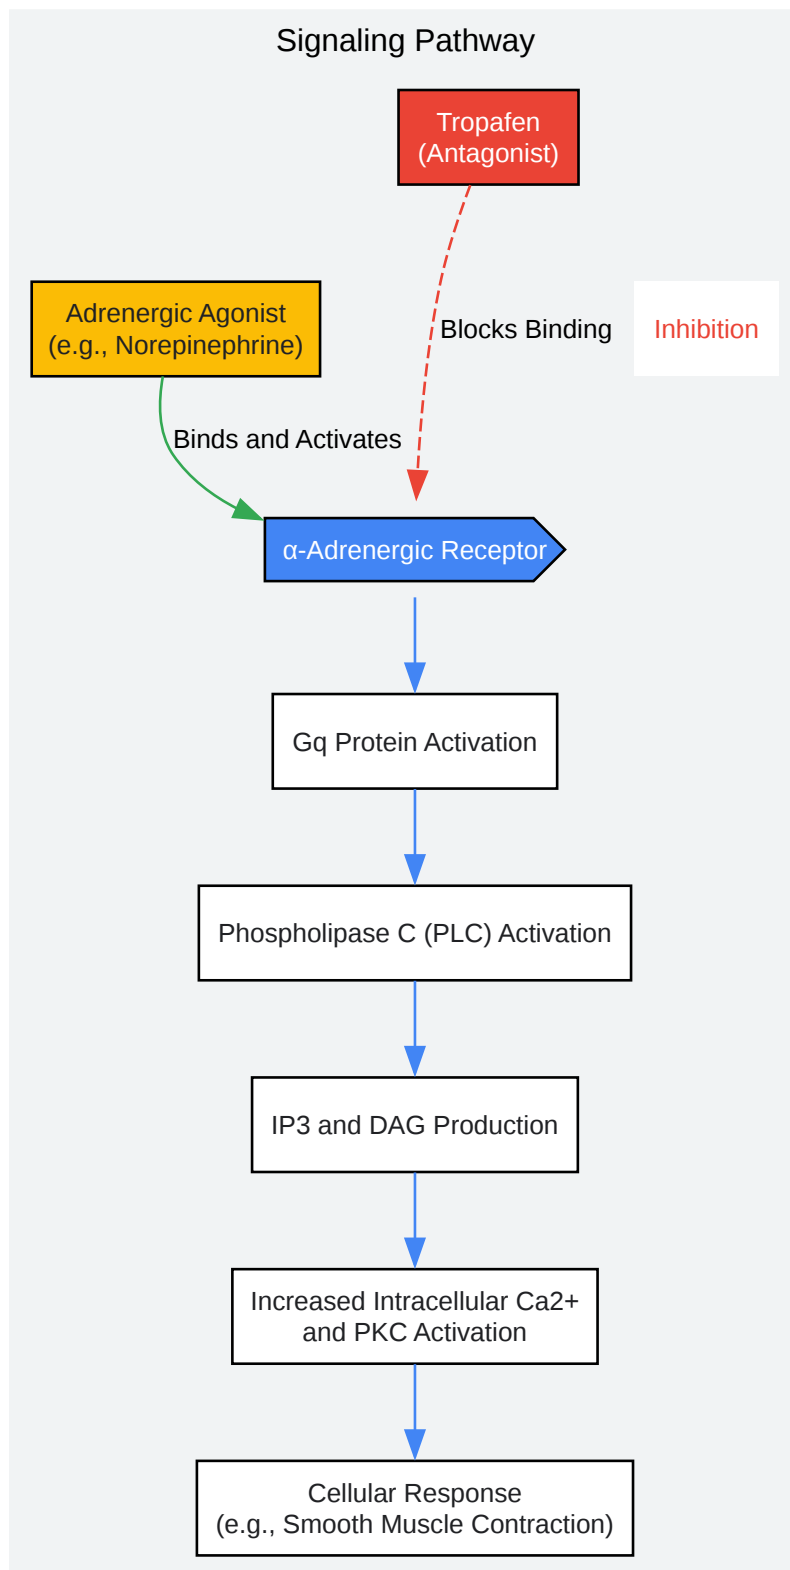 Signaling Pathway
Tropafen
(Antagonist)
Adrenergic Agonist
(e.g., Norepinephrine)
Blocks Binding
Inhibition
Binds and Activates
α-Adrenergic Receptor
Gq Protein Activation
Phospholipase C (PLC) Activation
IP3 and DAG Production
Increased Intracellular Ca2+
and PKC Activation
Cellular Response
(e.g., Smooth Muscle Contraction)